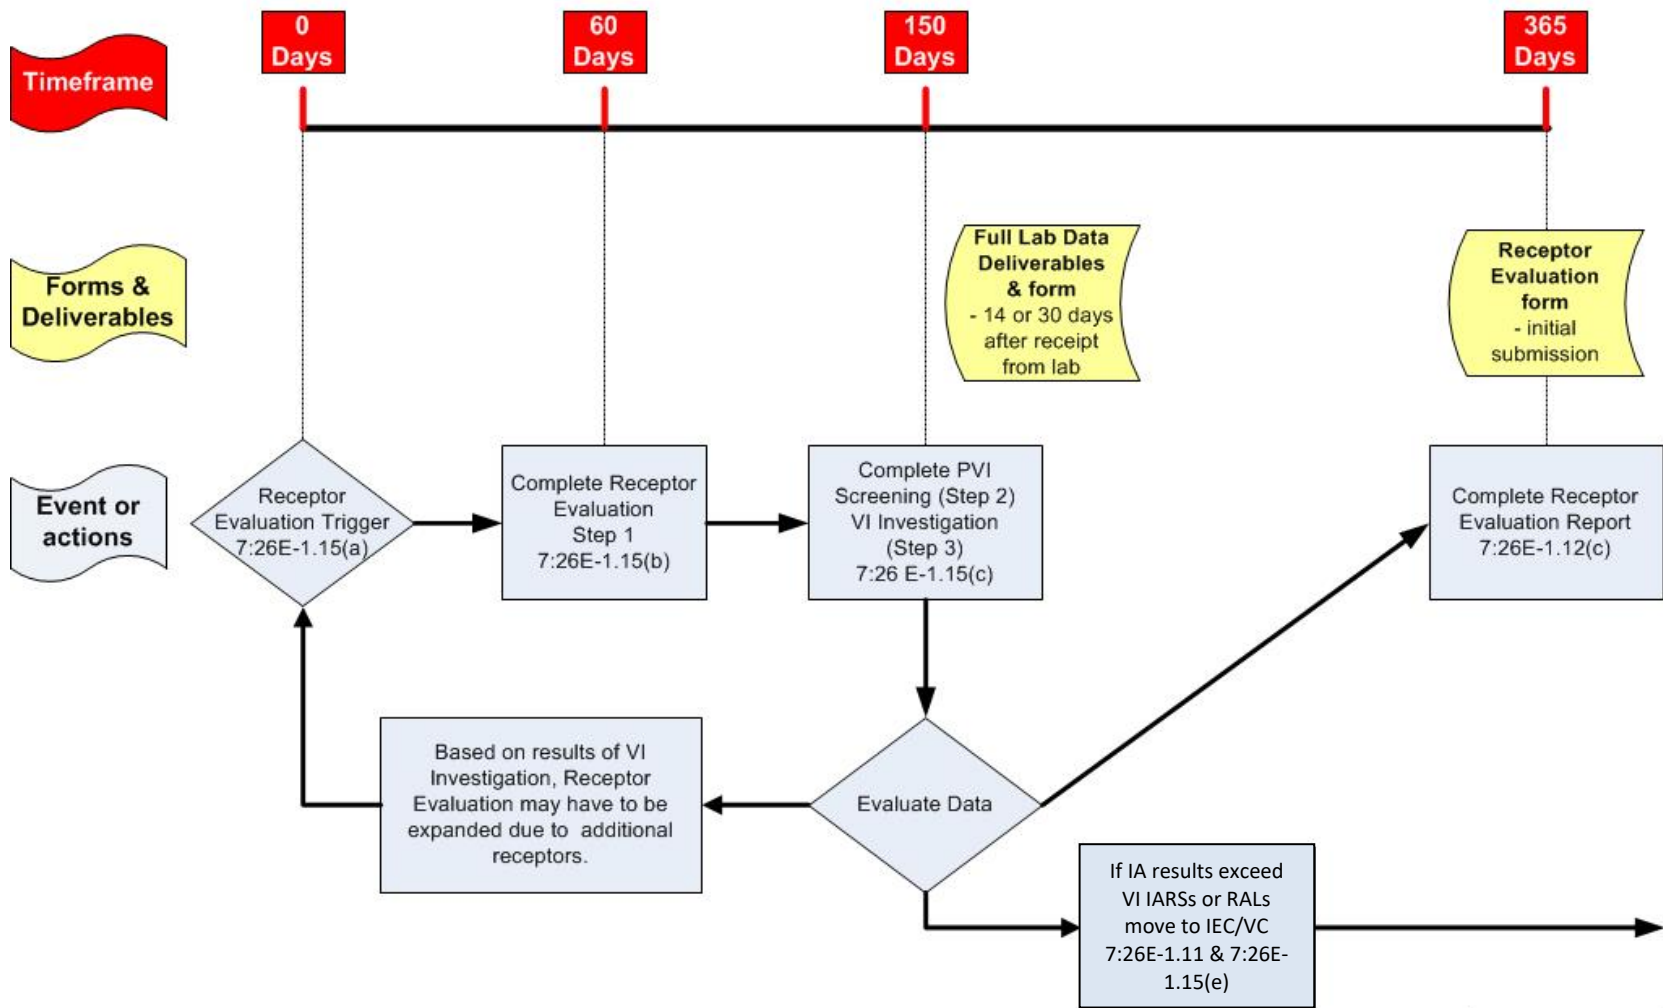 0
Days
60
Days
150
Days
365
Days
Timeframe
Forms &
Deliverables
Full Lab Data
Deliverables
& form
- 14 or 30 days
after receipt
from lab
Receptor
Evaluation
form
- initial
submission
Event or
actions
Receptor
Evaluation Trigger
7:26E-1.15(a)
Complete Receptor
Evaluation
Step 1
7:26E-1.15(b)
Complete PVI
Screening (Step 2)
VI Investigation
(Step 3)
7:26 E-1.15(c)
Complete Receptor
Evaluation Report
7:26E-1.12(c)
Based on results of VI
Investigation, Receptor
Evaluation may have to be
expanded due to  additional
receptors.
Evaluate Data
If IA results exceed
VI IARSs or RALs
move to IEC/VC
7:26E-1.11 & 7:26E-
1.15(e)